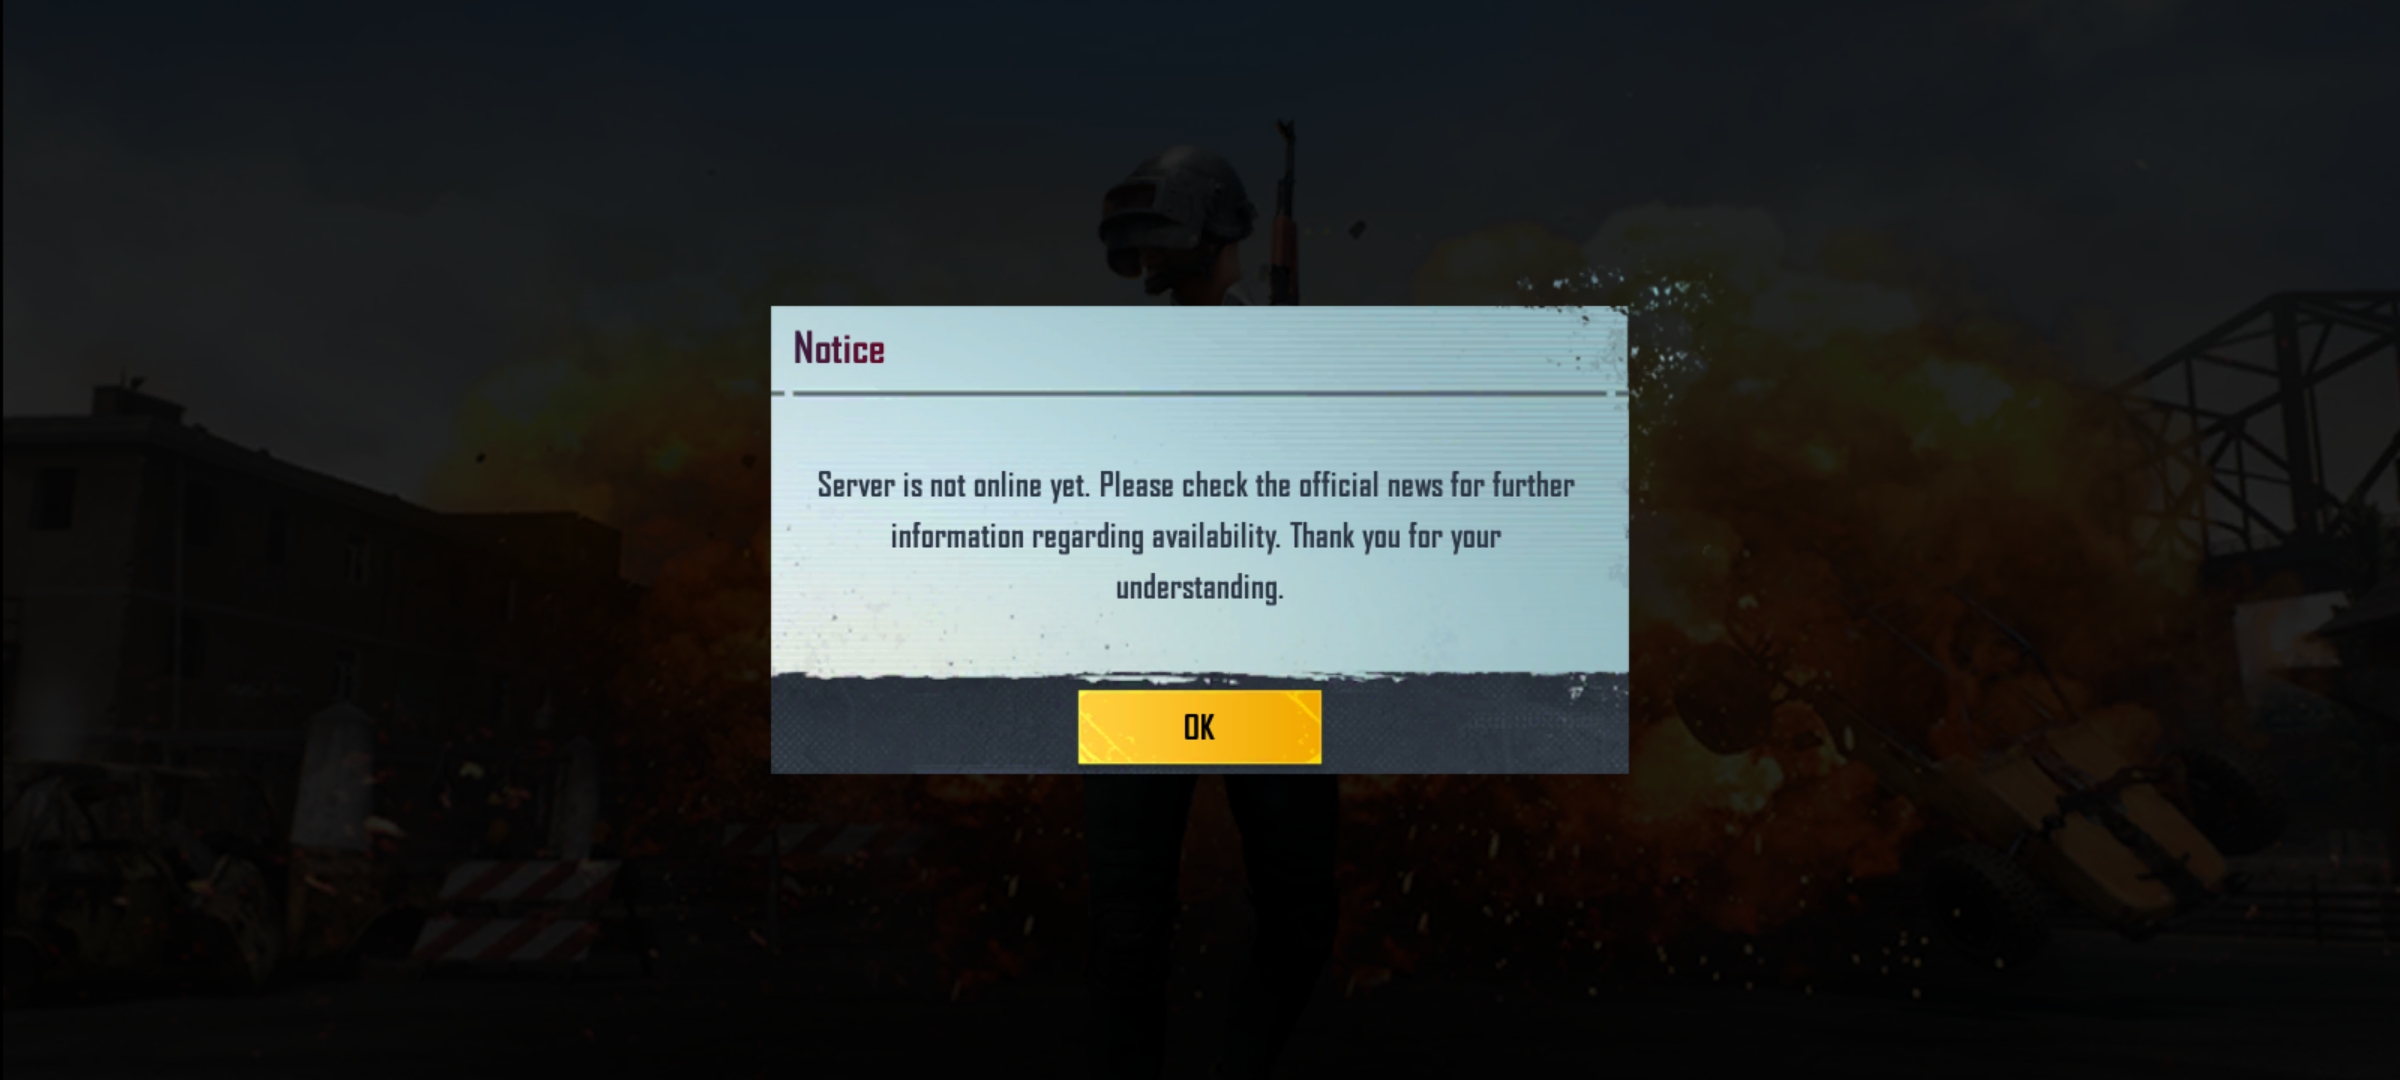 Notice
Server is not online yet. Please check the official news for further
information regarding availability. Thank you for your
understanding.
OK